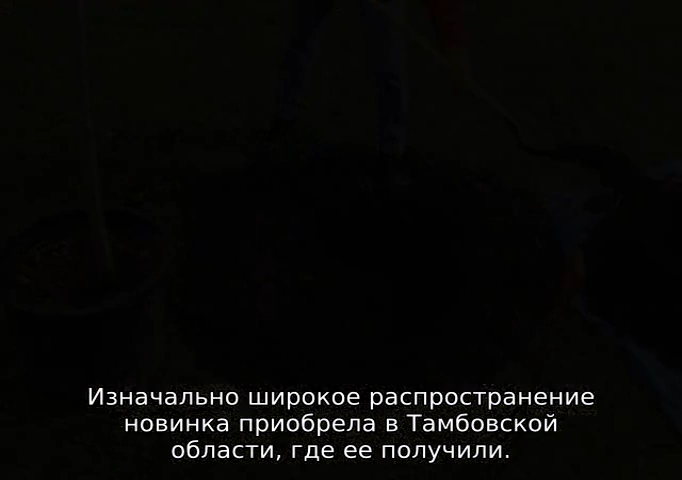 Изначально широкое распространение
новинка приобрела в Тамбовской
области, где ее получили.